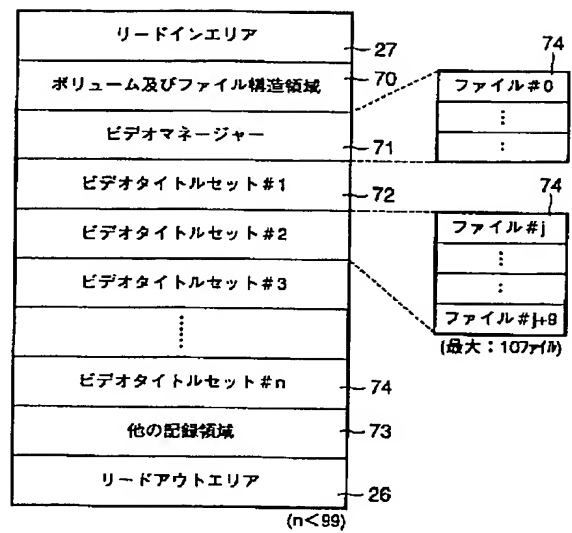 リードインエリア
27
ボリューム及びファイル構造領域
70
ビデオマネージャー
71
ビデオタイトルセット#1
72
ビデオタイトルセット#2
ビデオタイトルセット#3
ビデオタイトルセット#n
74
他の記録領域
73
リードアウトエリア
26
(n<99)
74
ファイル#0
74
ファイル#j
ファイル#j+9
(最大：10ファイル)